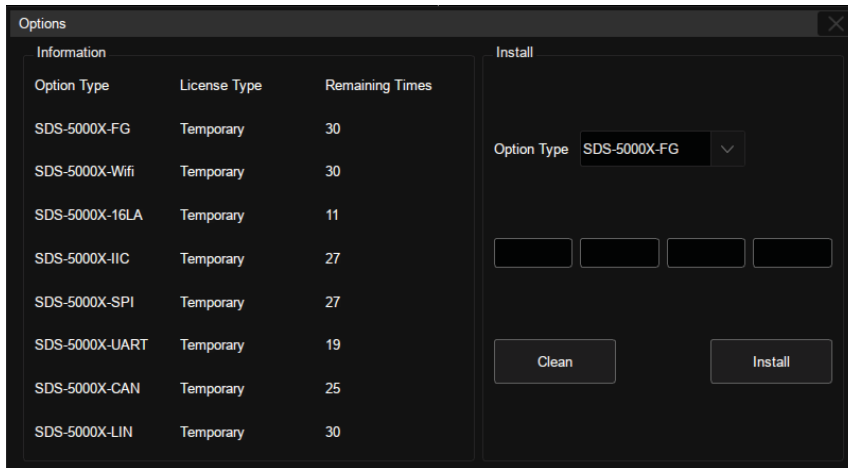 Options
Information
Option Type License Type Remaining Times
SDS-5000X-FG Temporary 30
SDS-5000X-Wifi Temporary 30
SDS-5000X-16LA Temporary 11
SDS-5000X-IIC Temporary 27
SDS-5000X-SPI Temporary 27
SDS-5000X-UART Temporary 19
SDS-5000X-CAN Temporary 25
SDS-5000X-LIN Temporary 30
Install
Option Type SDS-5000X-FG
Clean Install